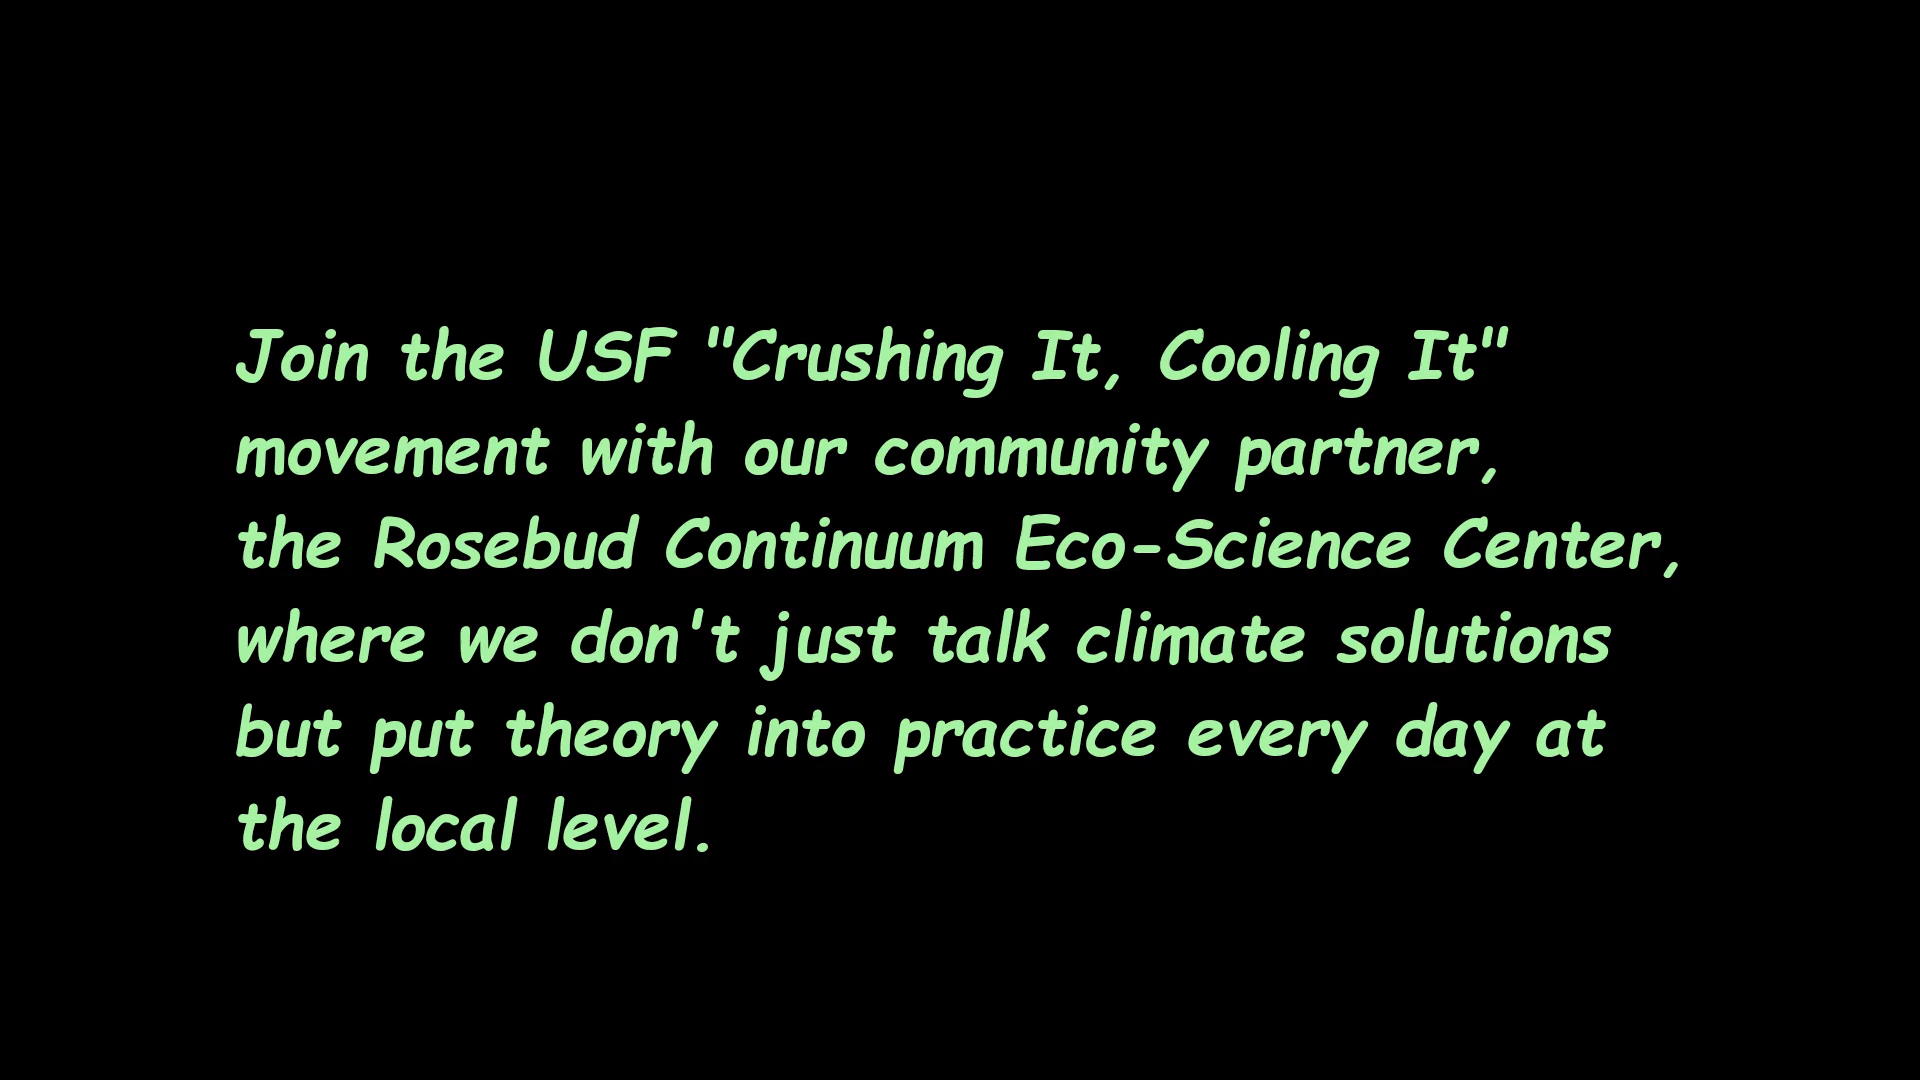 Join the USF "Crushing It, Cooling It"
movement with our community partner,
the Rosebud Continuum Eco-Science Center,
where we don't just talk climate solutions
but put theory into practice every day at
the local level.